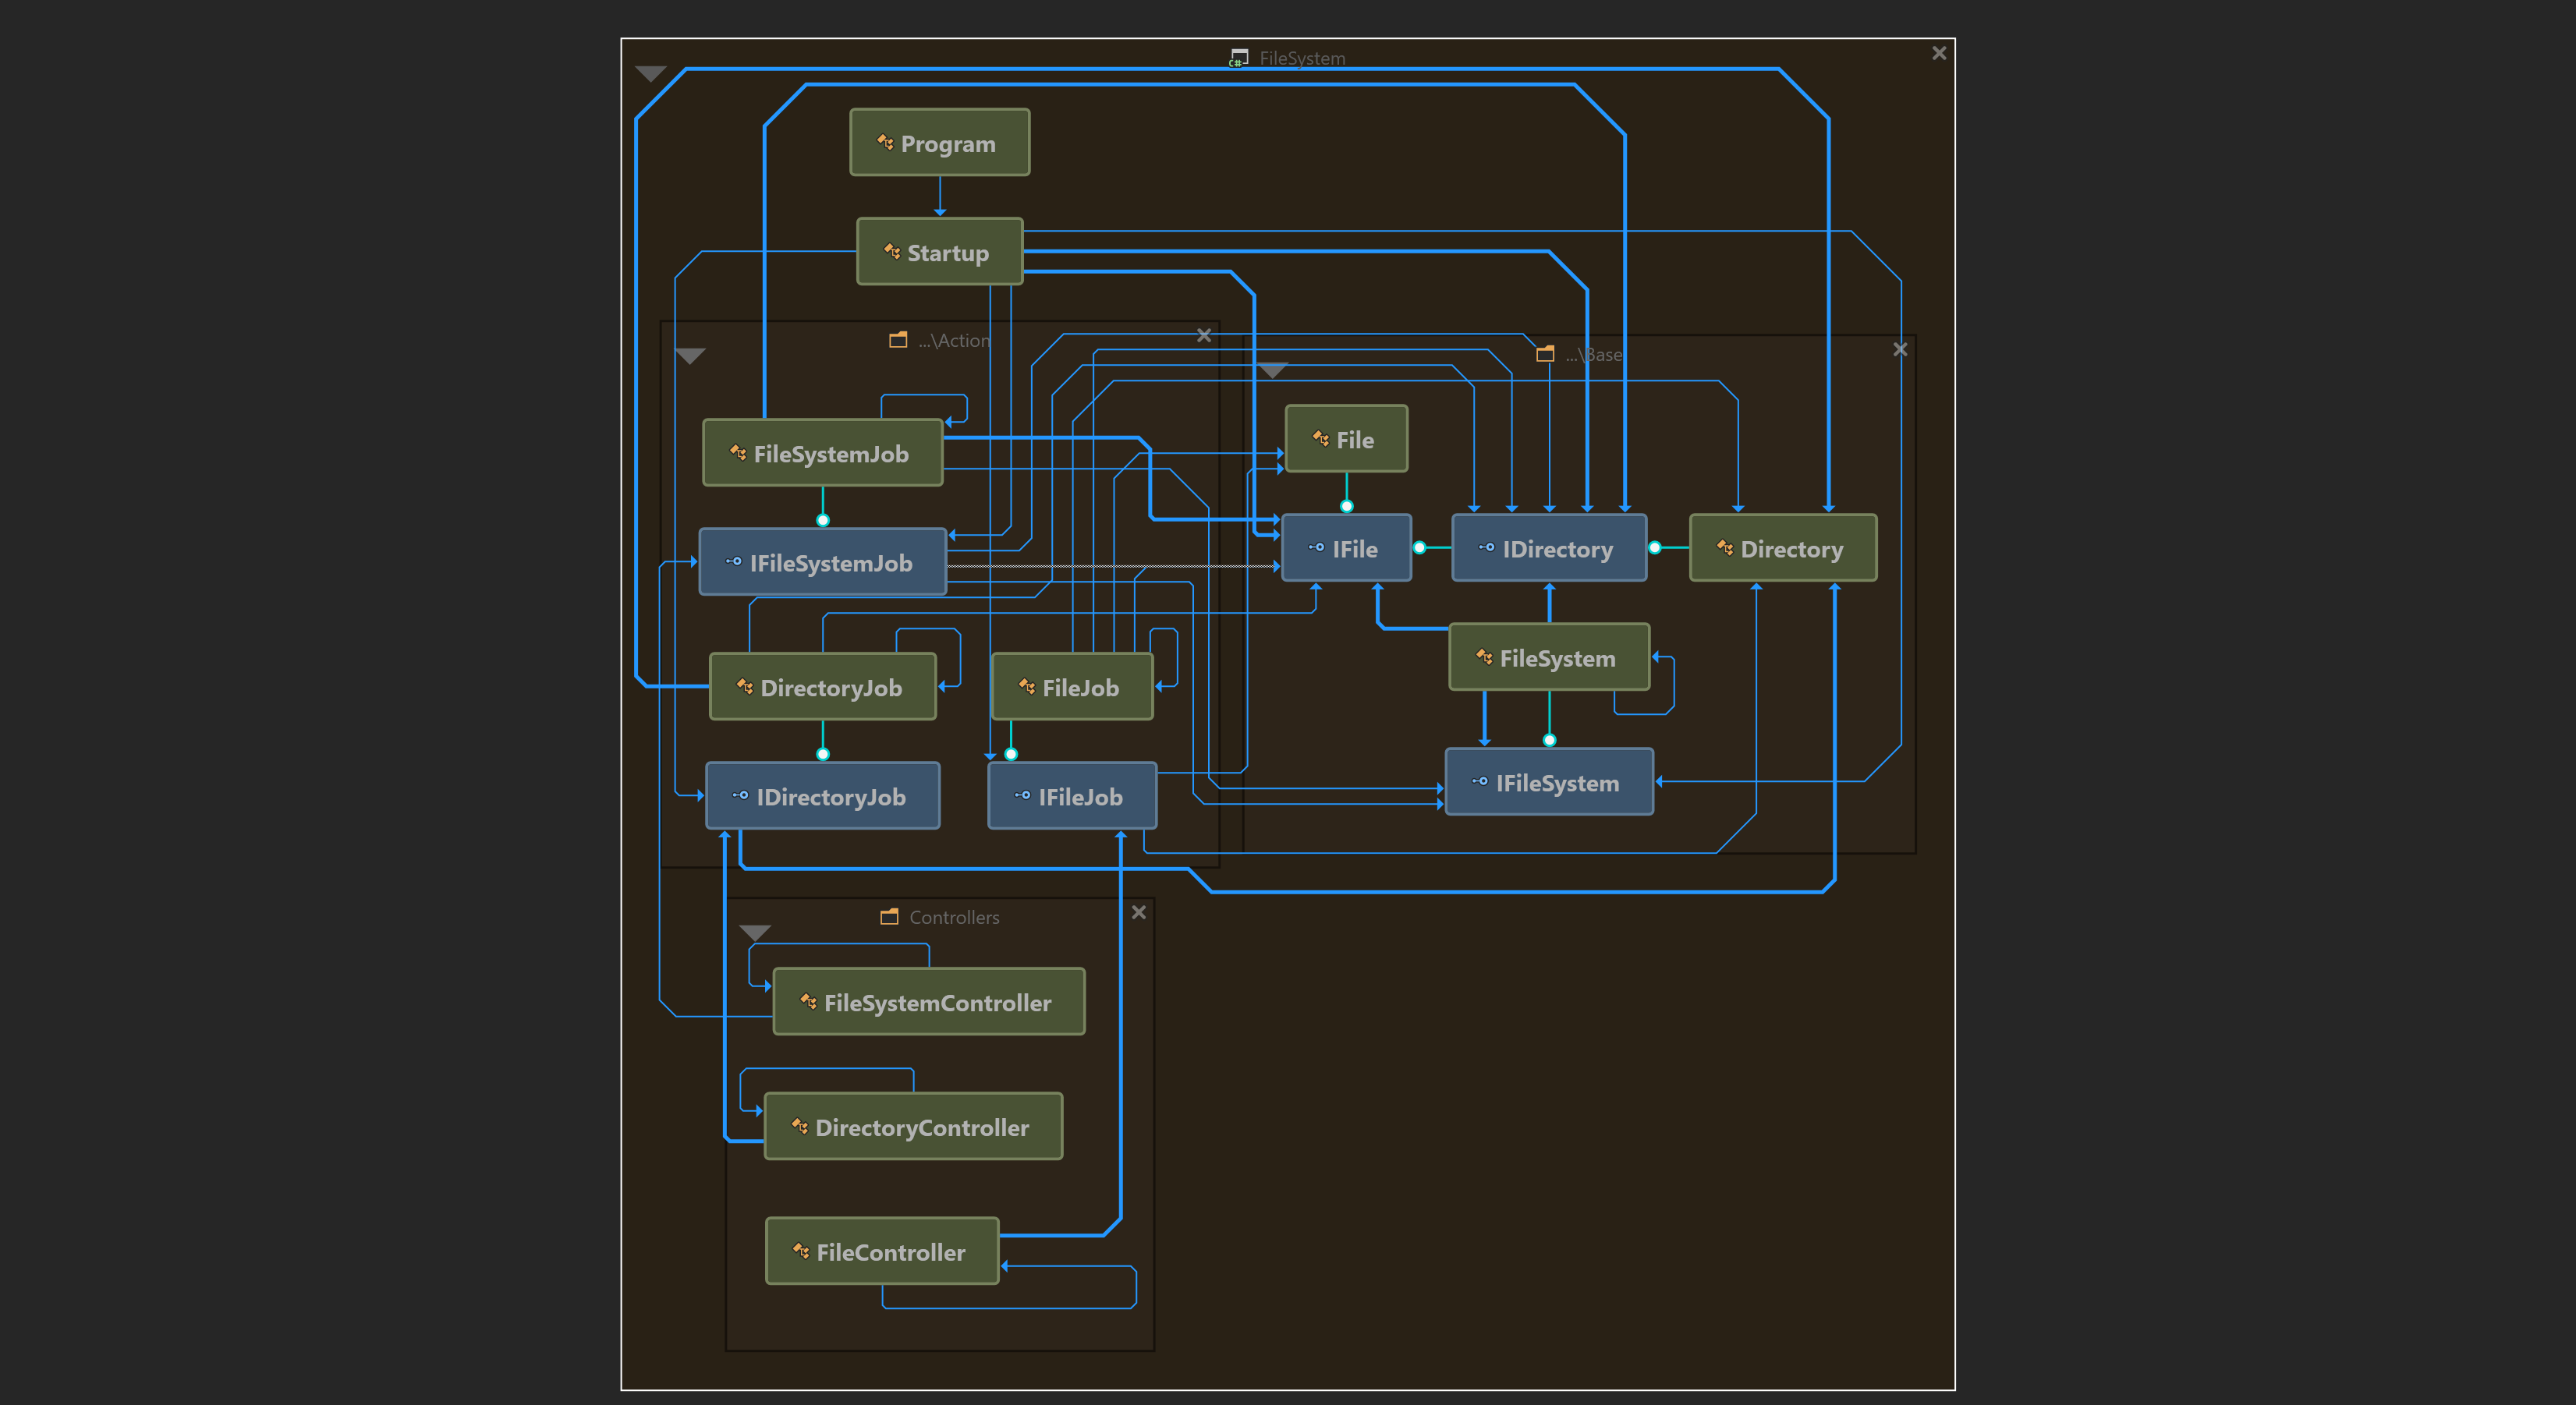 FileSystem
Program
Startup
...\Action
...\Base
File
FileSystemJob
IFile
IDirectory
Directory
IFileSystemJob
FileSystem
DirectoryJob
FileJob
IFileSystem
IDirectoryJob
IFileJob
Controllers
FileSystemController
DirectoryController
FileController